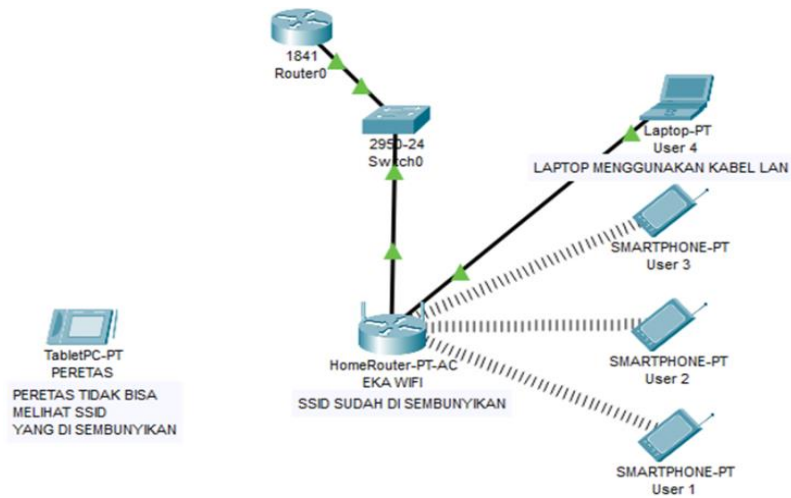 1841
Router0
2950-24
Switch0
Laptop-PT
User 4
LAPTOP MENGGUNAKAN KABEL LAN
SMARTPHONE-PT
User 3
TabletPC-PT
PERETAS
PERETAS TIDAK BISA
MELIHAT SSID
YANG DI SEMBUNYIKAN
HomeRouter-PT-AC
EKA WIFI
SSID SUDAH DI SEMBUNYIKAN
SMARTPHONE-PT
User 2
SMARTPHONE-PT
User 1